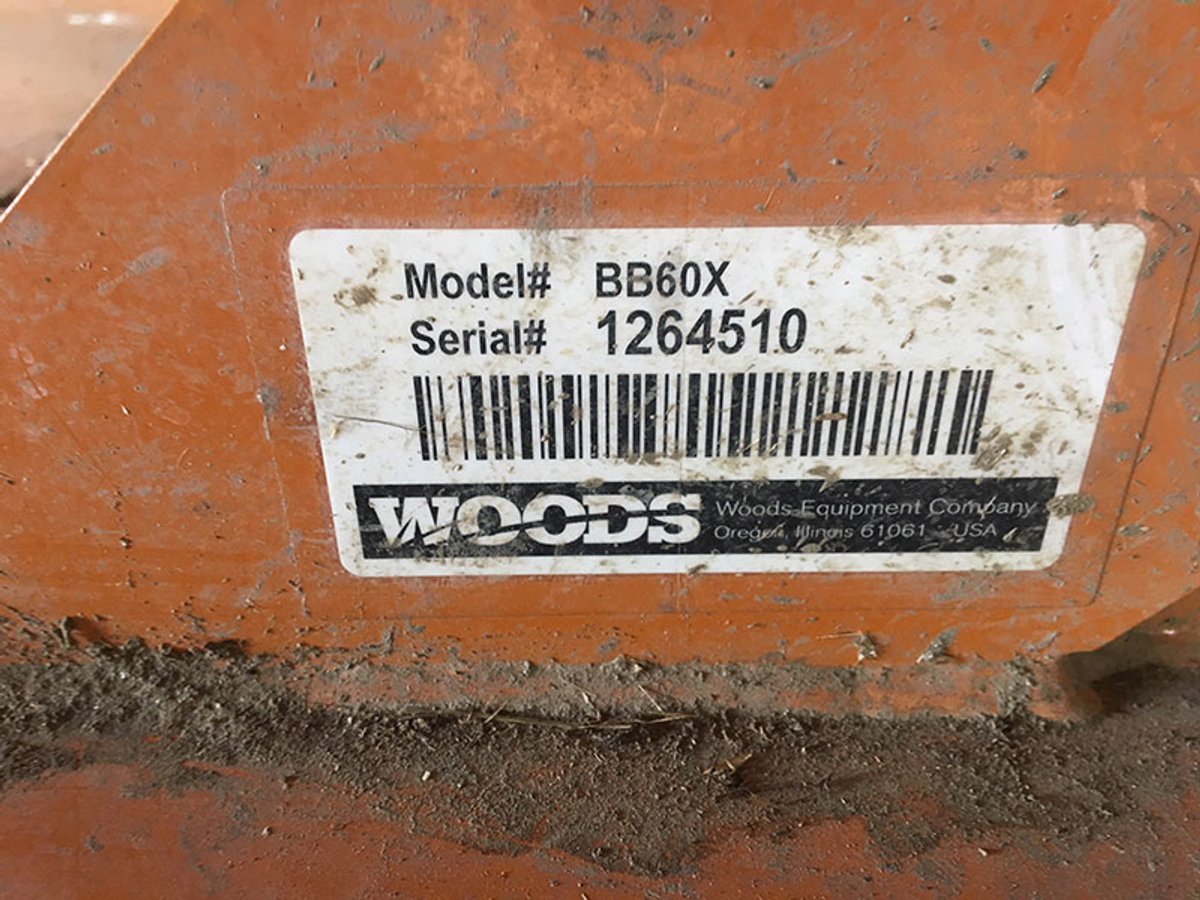 Model# BB60X
Serial# 1264510
WOODS
Woods Equipment Company
Oregon, Illinois 61061 USA